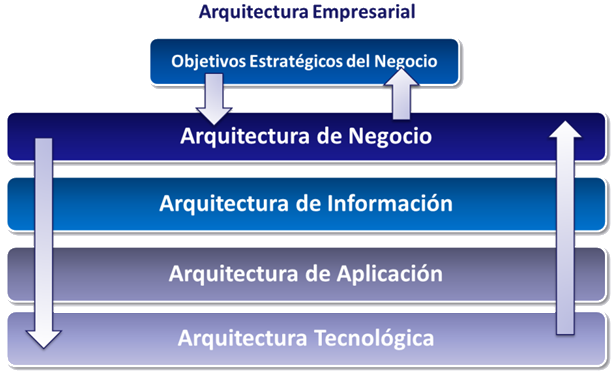 Arquitectura Empresarial
Objetivos Estratégicos del Negocio
Arquitectura de Negocio
Arquitectura de Información
Arquitectura de Aplicación
Arquitectura Tecnológica